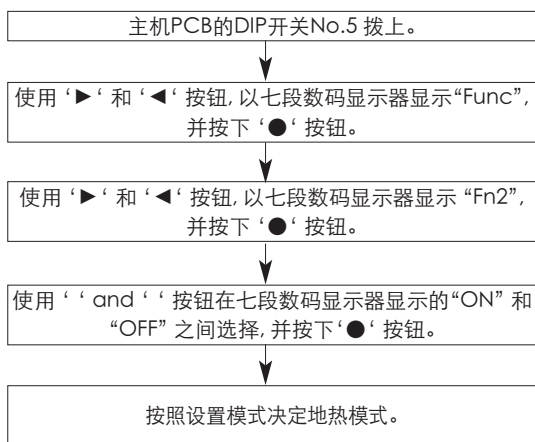 主机PCB的DIP开关No.5 拨上。
使用 ‘►‘ 和 ‘◄‘ 按钮, 以七段数码显示器显示“Func”,
并按下 ‘●‘ 按钮。
使用 ‘►‘ 和 ‘◄‘ 按钮, 以七段数码显示器显示 “Fn2”,
并按下 ‘●‘ 按钮。
使用 ‘ ‘ and ‘ ‘ 按钮在七段数码显示器显示的“ON” 和
“OFF” 之间选择, 并按下‘●‘ 按钮。
按照设置模式决定地热模式。